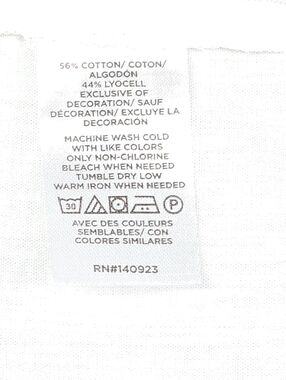 56% COTTON/ COTON/
ALGODÓN
44% LYOCELL
EXCLUSIVE OF
DECORATION/ SAUF
DÉCORATION/ EXCLUYE LA
DECORACIÓN
MACHINE WASH COLD
WITH LIKE COLORS
ONLY NON-CHLORINE
BLEACH WHEN NEEDED
TUMBLE DRY LOW
WARM IRON WHEN NEEDED
30 P
AVEC DES COULEURS
SEMBLABLES/ CON
COLORES SIMILARES
RN#140923